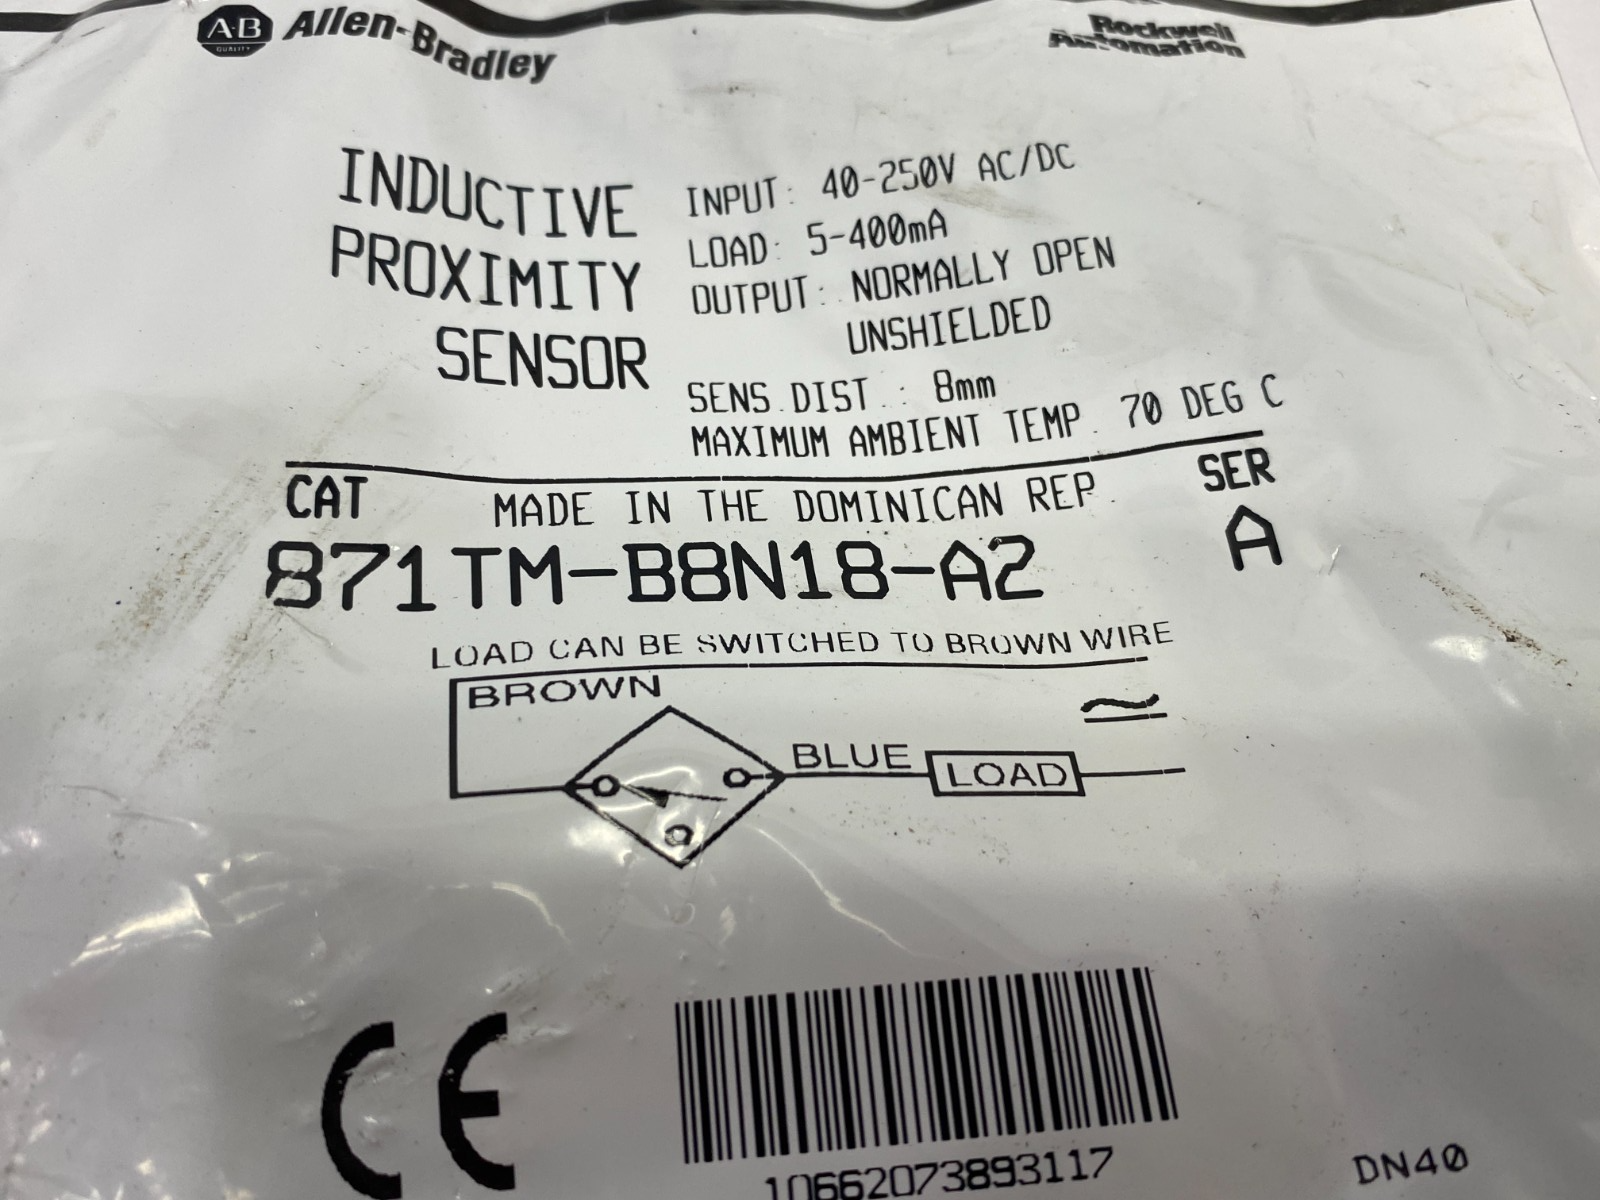 A-B QUALITY Allen-Bradley
Rockwell
Automation
INDUCTIVE
PROXIMITY
SENSOR
INPUT: 40-250V AC/DC
LOAD: 5-400mA
OUTPUT: NORMALLY OPEN
UNSHIELDED
SENS. DIST.: 8mm
MAXIMUM AMBIENT TEMP. 70 DEG C
CAT MADE IN THE DOMINICAN REP. SER
871TM-B8N18-A2 A
LOAD CAN BE SWITCHED TO BROWN WIRE
BROWN
BLUE LOAD
CE
10662073893117
DN40